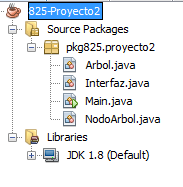 825-Proyecto2
Source Packages
pkg825.proyecto2
Arbol.java
Interfaz.java
Main.java
NodoArbol.java
Libraries
JDK 1.8 (Default)